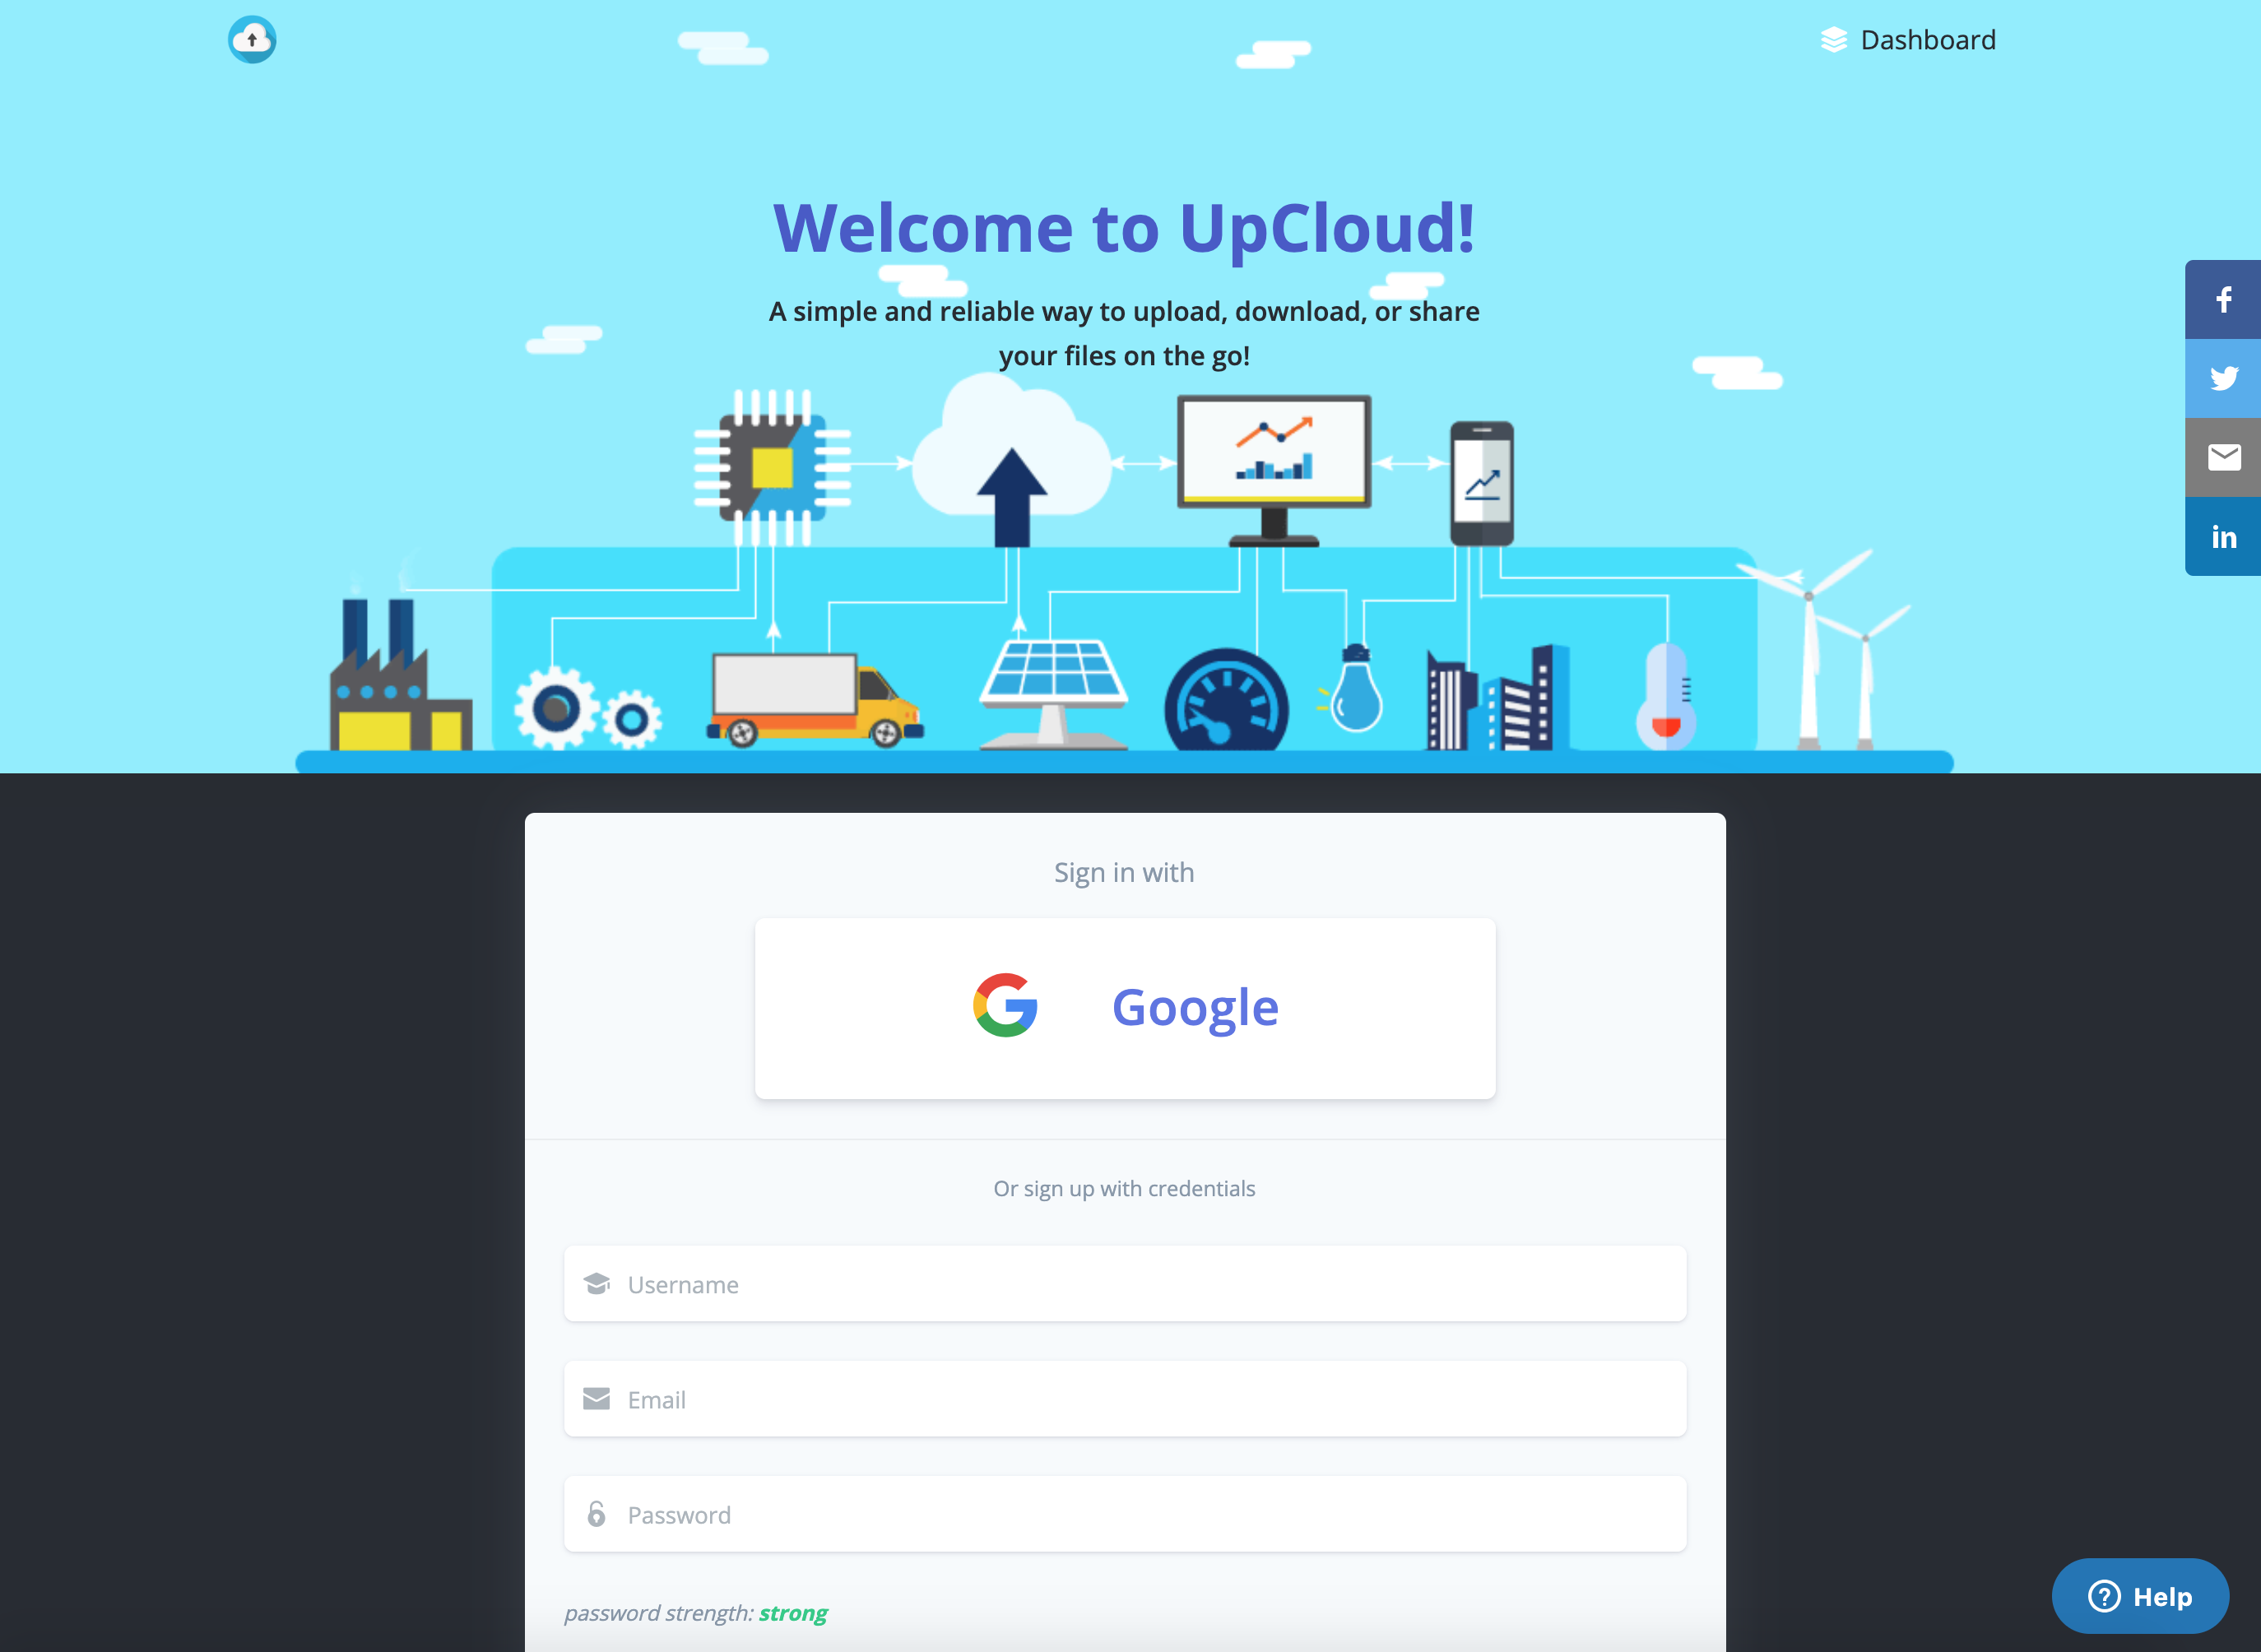 Dashboard
Welcome to UpCloud!
A simple and reliable way to upload, download, or share
your files on the go!
f
in
Sign in with
G Google
Or sign up with credentials
Username
Email
Password
password strength: strong
? Help